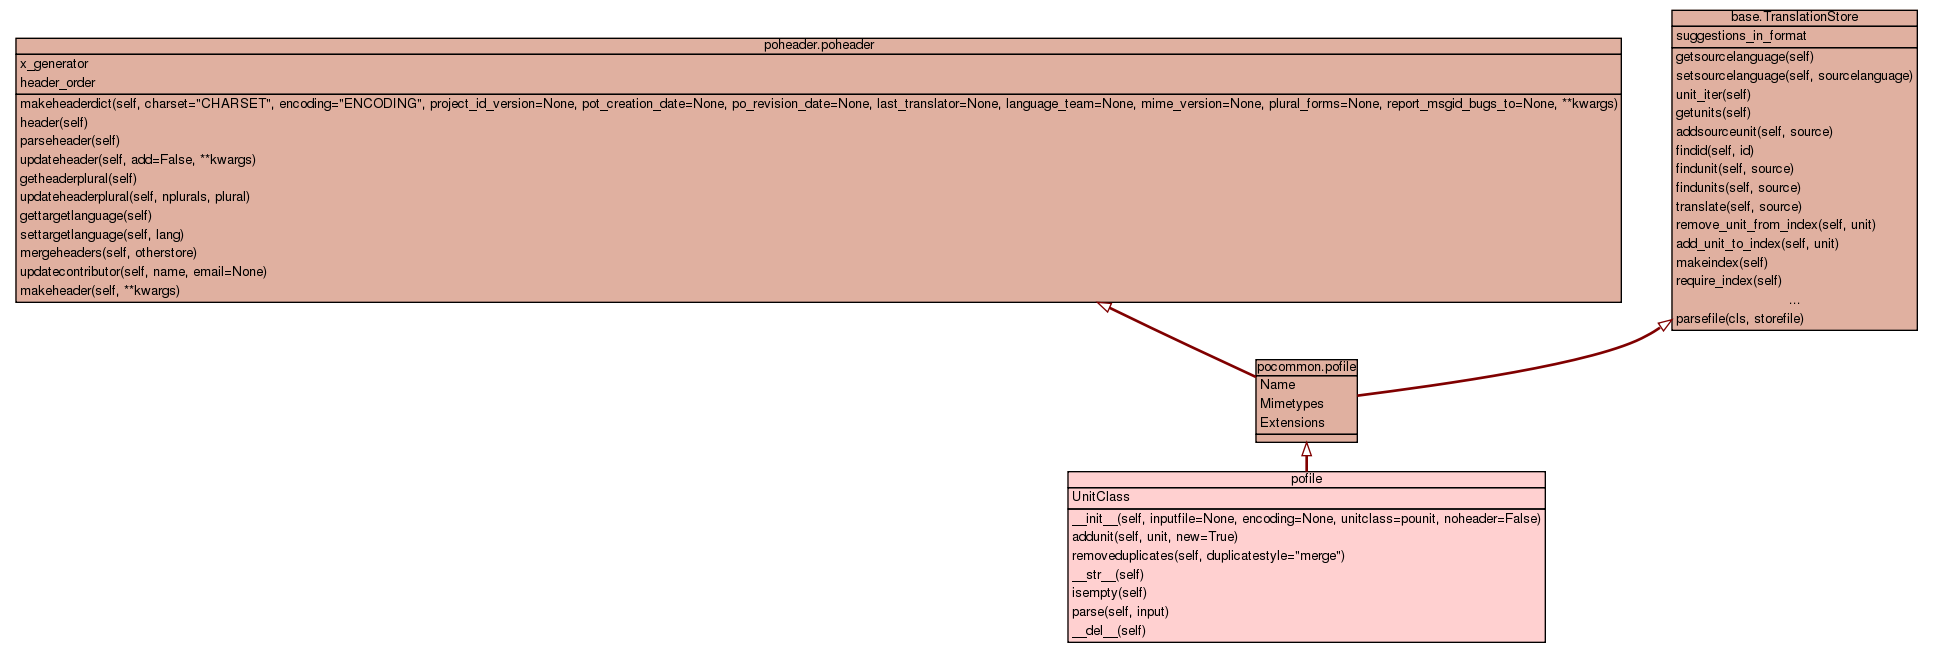 poheader.poheader
x_generator
header_order
makeheaderdict(self, charset="CHARSET", encoding="ENCODING", project_id_version=None, pot_creation_date=None, po_revision_date=None, last_translator=None, language_team=None, mime_version=None, plural_forms=None, report_msgid_bugs_to=None, **kwargs)
header(self)
parseheader(self)
updateheader(self, add=False, **kwargs)
getheaderplural(self)
updateheaderplural(self, nplurals, plural)
gettargetlanguage(self)
settargetlanguage(self, lang)
mergeheaders(self, otherstore)
updatecontributor(self, name, email=None)
makeheader(self, **kwargs)
base.TranslationStore
suggestions_in_format
getsourcelanguage(self)
setsourcelanguage(self, sourcelanguage)
unit_iter(self)
getunits(self)
addsourceunit(self, source)
findid(self, id)
findunit(self, source)
findunits(self, source)
translate(self, source)
remove_unit_from_index(self, unit)
add_unit_to_index(self, unit)
makeindex(self)
require_index(self)
...
parsefile(cls, storefile)
pocommon.pofile
Name
Mimetypes
Extensions
pofile
UnitClass
__init__(self, inputfile=None, encoding=None, unitclass=pounit, noheader=False)
addunit(self, unit, new=True)
removeduplicates(self, duplicatestyle="merge")
__str__(self)
isempty(self)
parse(self, input)
__del__(self)